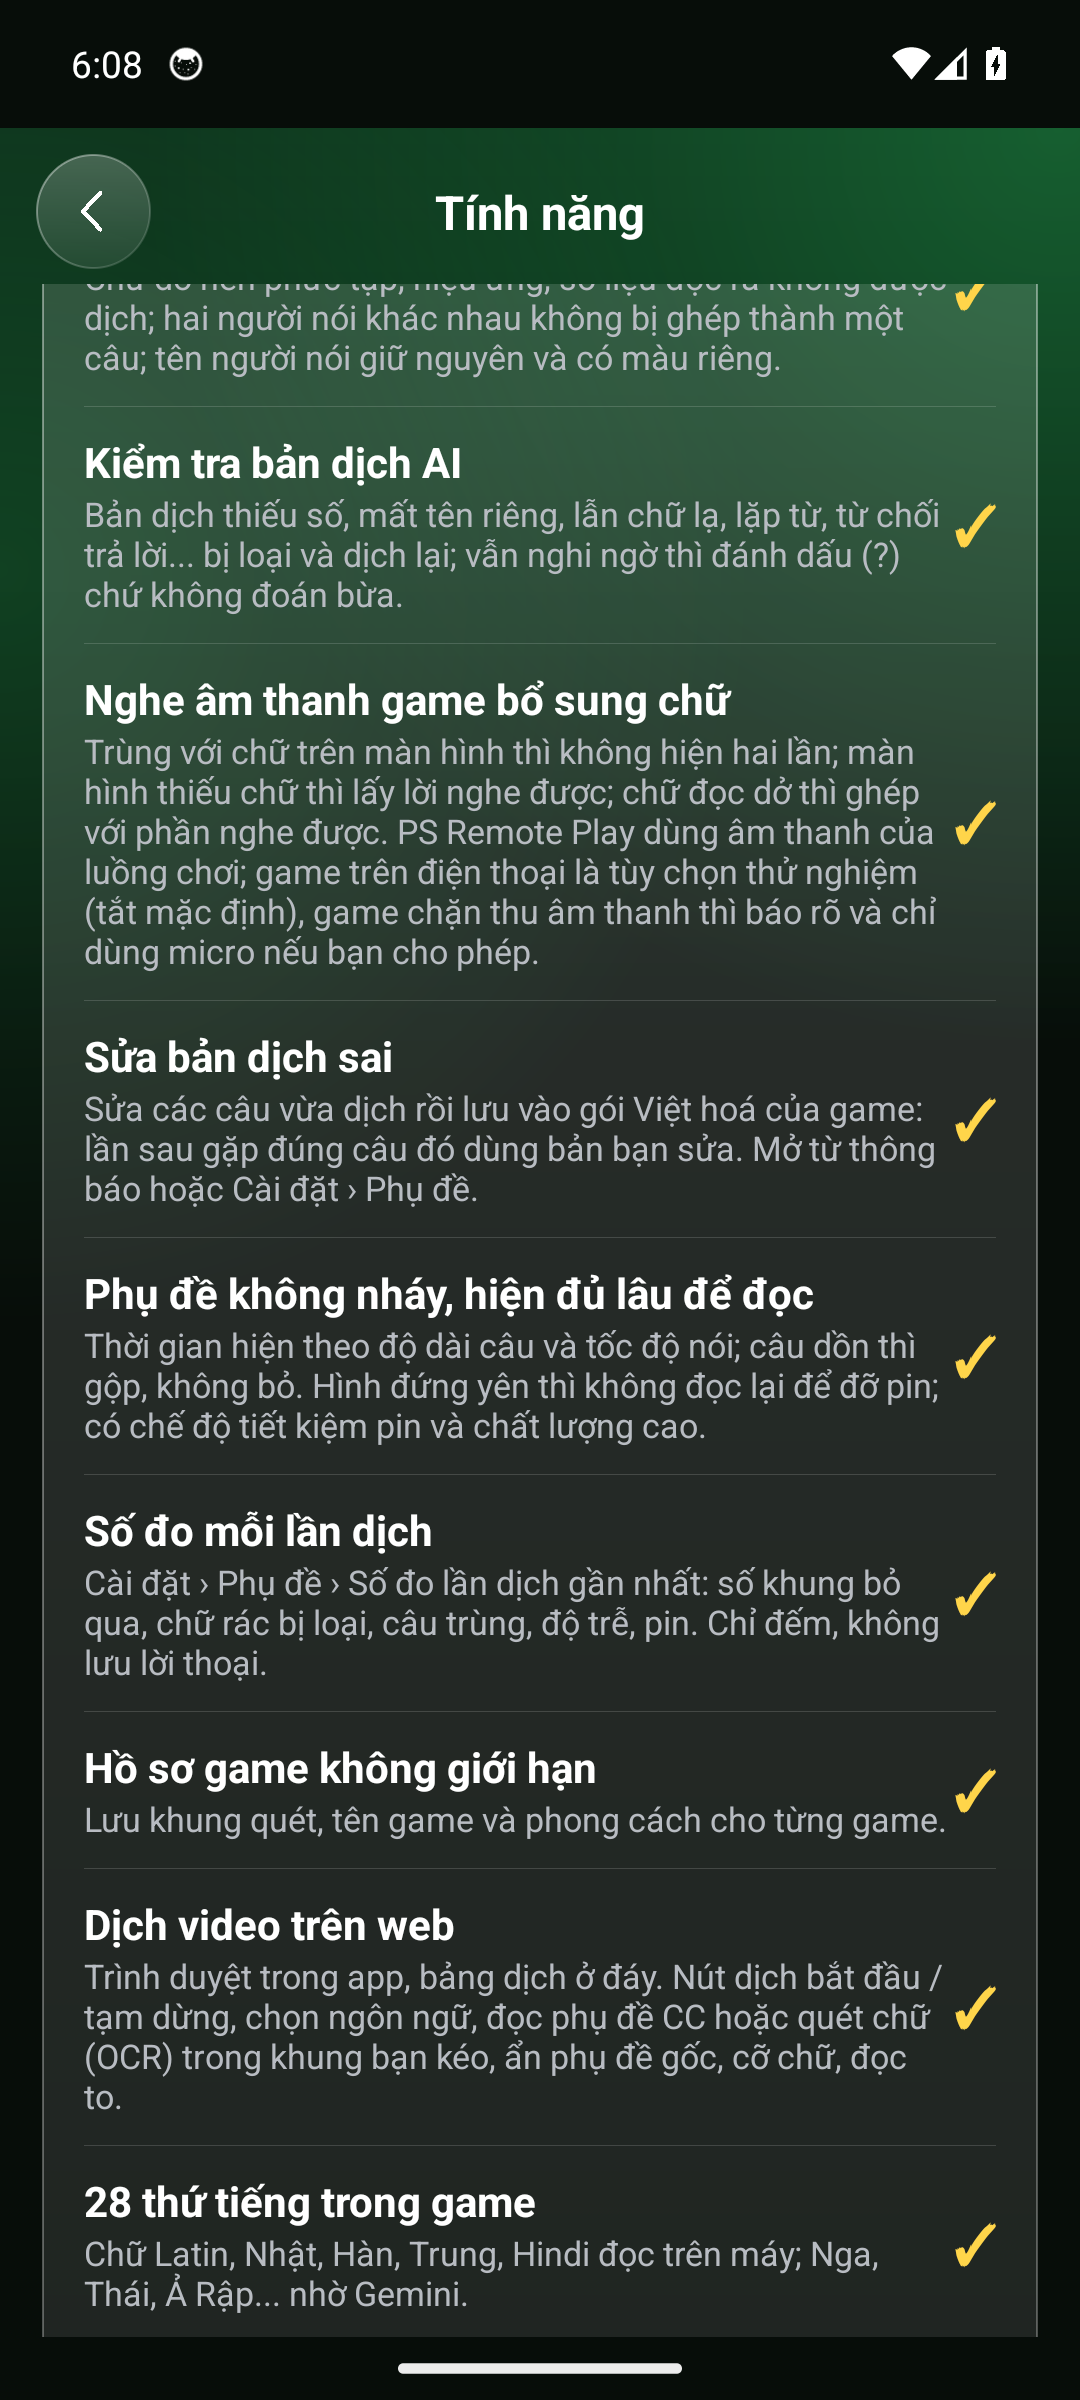 6:08
Tính năng
dịch; hai người nói khác nhau không bị ghép thành một
câu; tên người nói giữ nguyên và có màu riêng.
Kiểm tra bản dịch AI
Bản dịch thiếu số, mất tên riêng, lẫn chữ lạ, lặp từ, từ chối
trả lời... bị loại và dịch lại; vẫn nghi ngờ thì đánh dấu (?)
chứ không đoán bừa.
Nghe âm thanh game bổ sung chữ
Trùng với chữ trên màn hình thì không hiện hai lần; màn
hình thiếu chữ thì lấy lời nghe được; chữ đọc dở thì ghép
với phần nghe được. PS Remote Play dùng âm thanh của
luồng chơi; game trên điện thoại là tùy chọn thử nghiệm
(tắt mặc định), game chặn thu âm thanh thì báo rõ và chỉ
dùng micro nếu bạn cho phép.
Sửa bản dịch sai
Sửa các câu vừa dịch rồi lưu vào gói Việt hoá của game:
lần sau gặp đúng câu đó dùng bản bạn sửa. Mở từ thông
báo hoặc Cài đặt › Phụ đề.
Phụ đề không nháy, hiện đủ lâu để đọc
Thời gian hiện theo độ dài câu và tốc độ nói; câu dồn thì
gộp, không bỏ. Hình đứng yên thì không đọc lại để đỡ pin;
có chế độ tiết kiệm pin và chất lượng cao.
Số đo mỗi lần dịch
Cài đặt › Phụ đề › Số đo lần dịch gần nhất: số khung bỏ
qua, chữ rác bị loại, câu trùng, độ trễ, pin. Chỉ đếm, không
lưu lời thoại.
Hồ sơ game không giới hạn
Lưu khung quét, tên game và phong cách cho từng game.
Dịch video trên web
Trình duyệt trong app, bảng dịch ở đáy. Nút dịch bắt đầu /
tạm dừng, chọn ngôn ngữ, đọc phụ đề CC hoặc quét chữ
(OCR) trong khung bạn kéo, ẩn phụ đề gốc, cỡ chữ, đọc
to.
28 thứ tiếng trong game
Chữ Latin, Nhật, Hàn, Trung, Hindi đọc trên máy; Nga,
Thái, Ả Rập... nhờ Gemini.